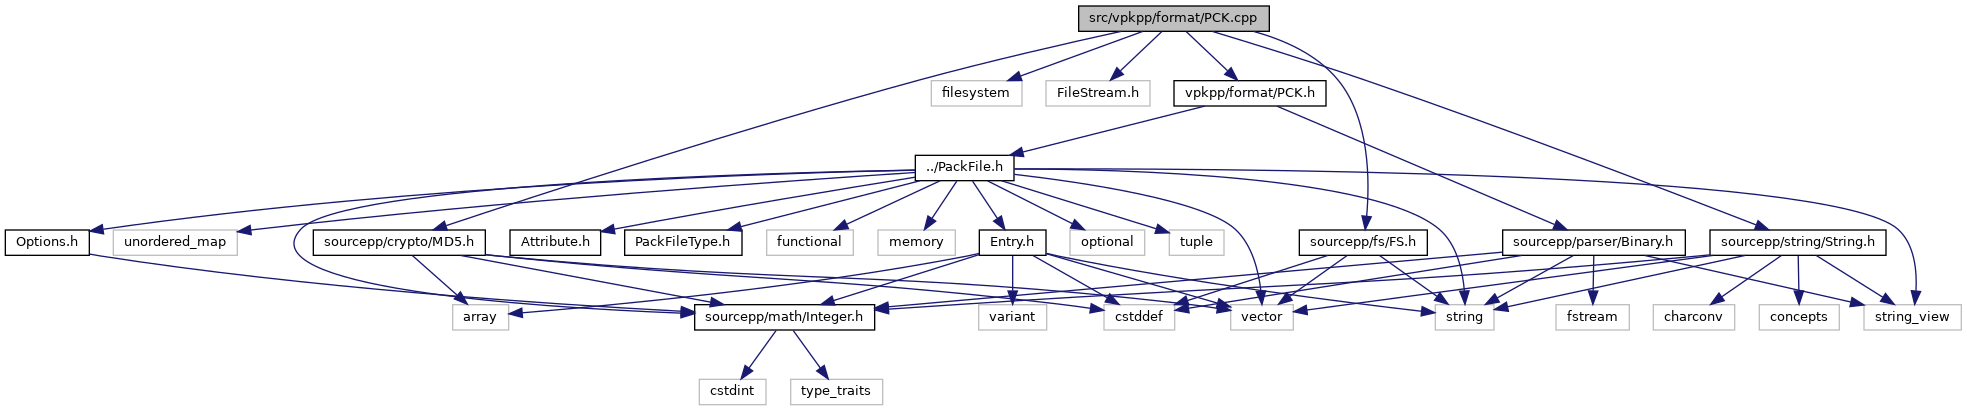 src/vpkpp/format/PCK.cpp
filesystem
FileStream.h
vpkpp/format/PCK.h
../PackFile.h
Options.h
unordered_map
sourcepp/crypto/MD5.h
Attribute.h
PackFileType.h
functional
memory
Entry.h
optional
tuple
sourcepp/fs/FS.h
sourcepp/parser/Binary.h
sourcepp/string/String.h
array
sourcepp/math/Integer.h
variant
cstddef
vector
string
fstream
charconv
concepts
string_view
cstdint
type_traits